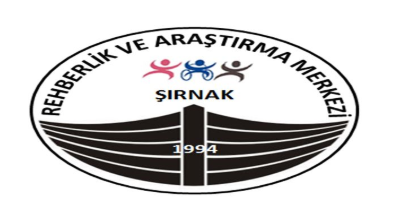 REHBERLİK VE ARAŞTIRMA MERKEZİ
ŞIRNAK
1994